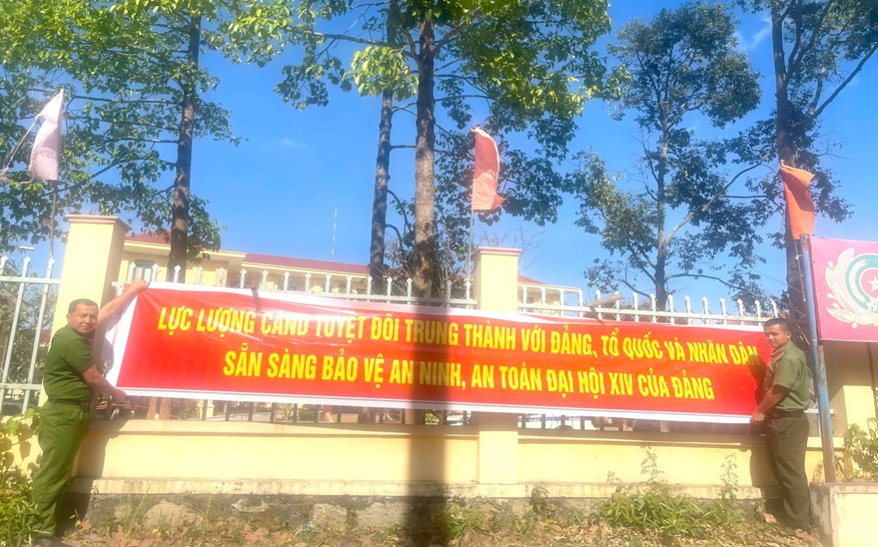 LỰC LƯỢNG CAND TUYỆT ĐỐI TRUNG THÀNH VỚI ĐẢNG, TỔ QUỐC VÀ NHÂN DÂN
SẴN SÀNG BẢO VỆ AN NINH, AN TOÀN ĐẠI HỘI XIV CỦA ĐẢNG